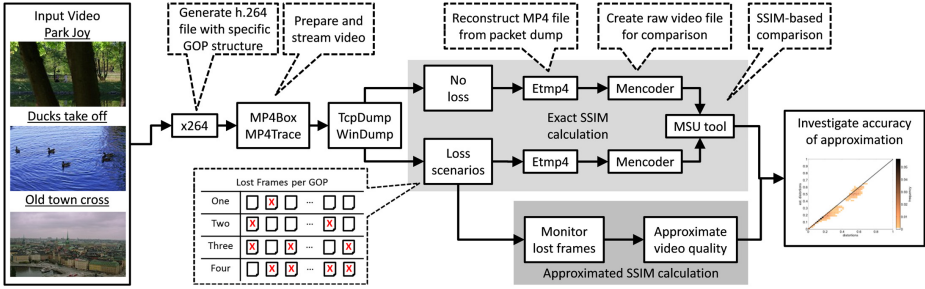 Input Video
Park Joy
Ducks take off
Old town cross
Generate h.264
file with specific
GOP structure
Prepare and
stream video
Reconstruct MP4 file
from packet dump
Create raw video file
for comparison
SSIM-based
comparison
x264
MP4Box
MP4Trace
TcpDump
WinDump
No
loss
Etmp4
Mencoder
Exact SSIM
calculation
MSU tool
Loss
scenarios
Etmp4
Mencoder
Lost Frames per GOP
One
X
...
Two
X
...
X
Three
X
X
...
X
Four
X
X
...
X
X
Monitor
lost frames
Approximate
video quality
Approximated SSIM calculation
Investigate accuracy
of approximation